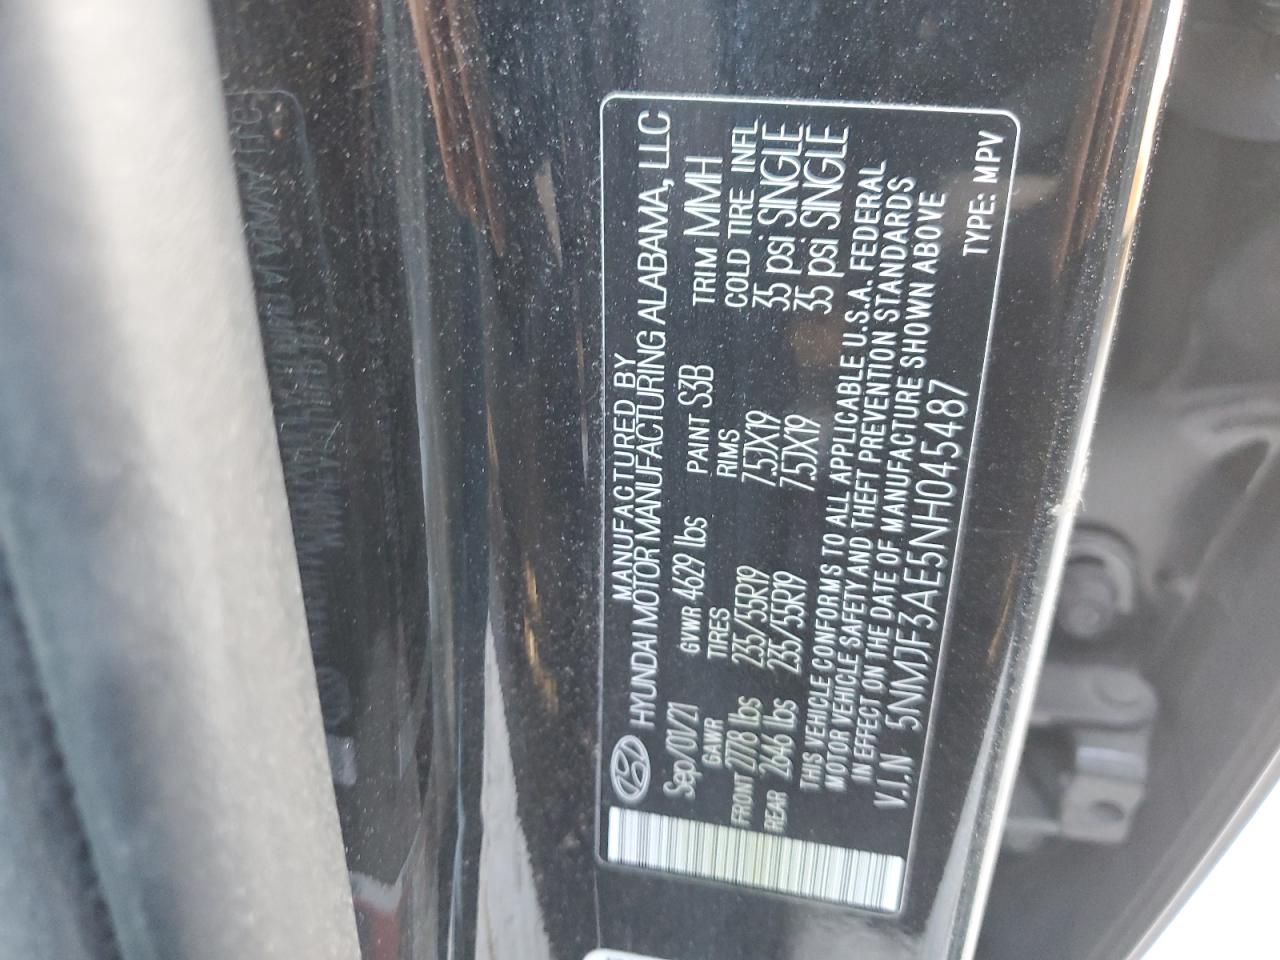 MANUFACTURED BY
HYUNDAI MOTOR MANUFACTURING ALABAMA, LLC
Sep/01/21 GVWR 4629 lbs PAINT S3B TRIM MMH
GAWR TIRES RIMS COLD TIRE INFL
FRONT 2778 lbs 235/55R19 7.5JX19 35 psi SINGLE
REAR 2646 lbs 235/55R19 7.5JX19 35 psi SINGLE
THIS VEHICLE CONFORMS TO ALL APPLICABLE U.S.A. FEDERAL
MOTOR VEHICLE SAFETY AND THEFT PREVENTION STANDARDS
IN EFFECT ON THE DATE OF MANUFACTURE SHOWN ABOVE
V.I.N 5NMJF3AE5NH045487 TYPE: MPV